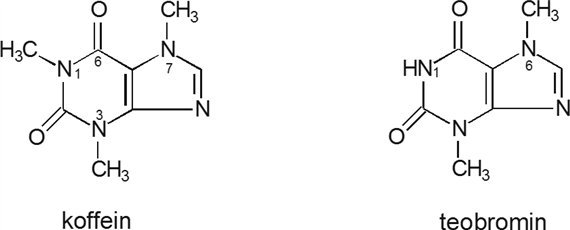 O CH₃ O CH₃
H₃C 6 N 7 HN 1 N 6
N 1
O N 3 N O N N
CH₃ CH₃
koffein teobromin